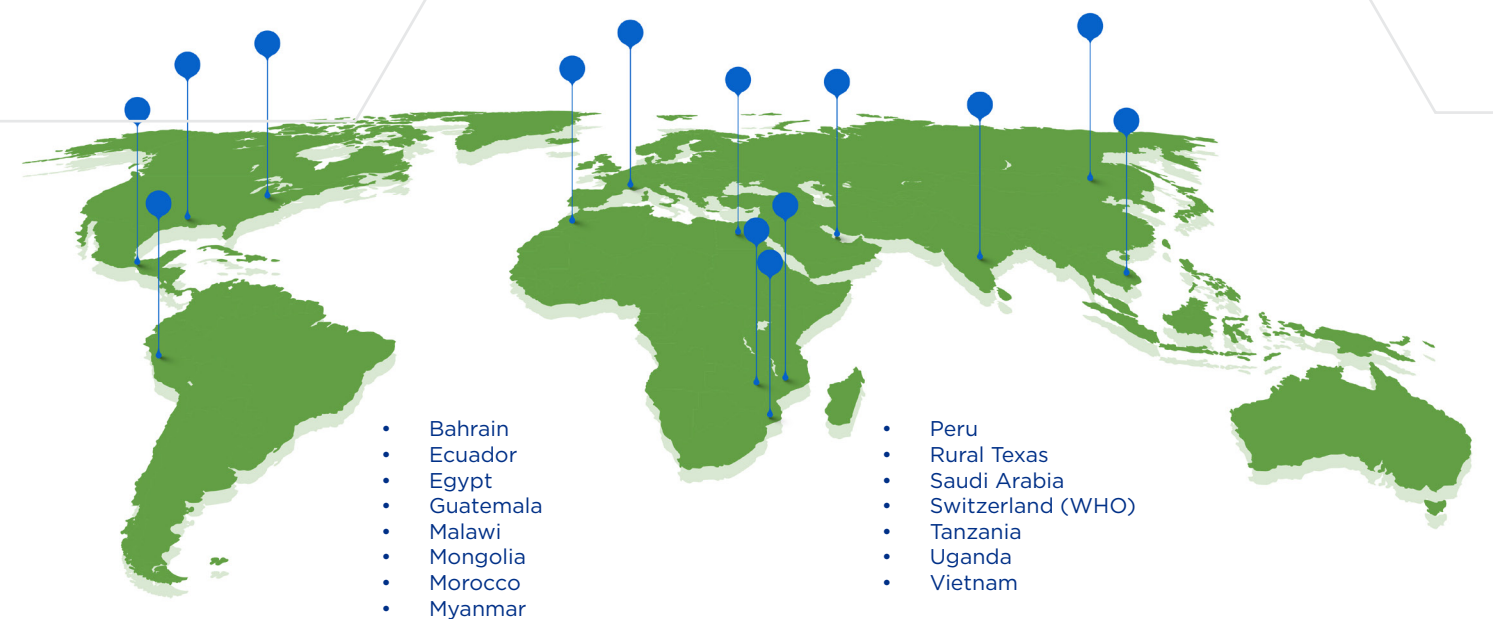 • Bahrain
• Ecuador
• Egypt
• Guatemala
• Malawi
• Mongolia
• Morocco
• Myanmar
• Peru
• Rural Texas
• Saudi Arabia
• Switzerland (WHO)
• Tanzania
• Uganda
• Vietnam